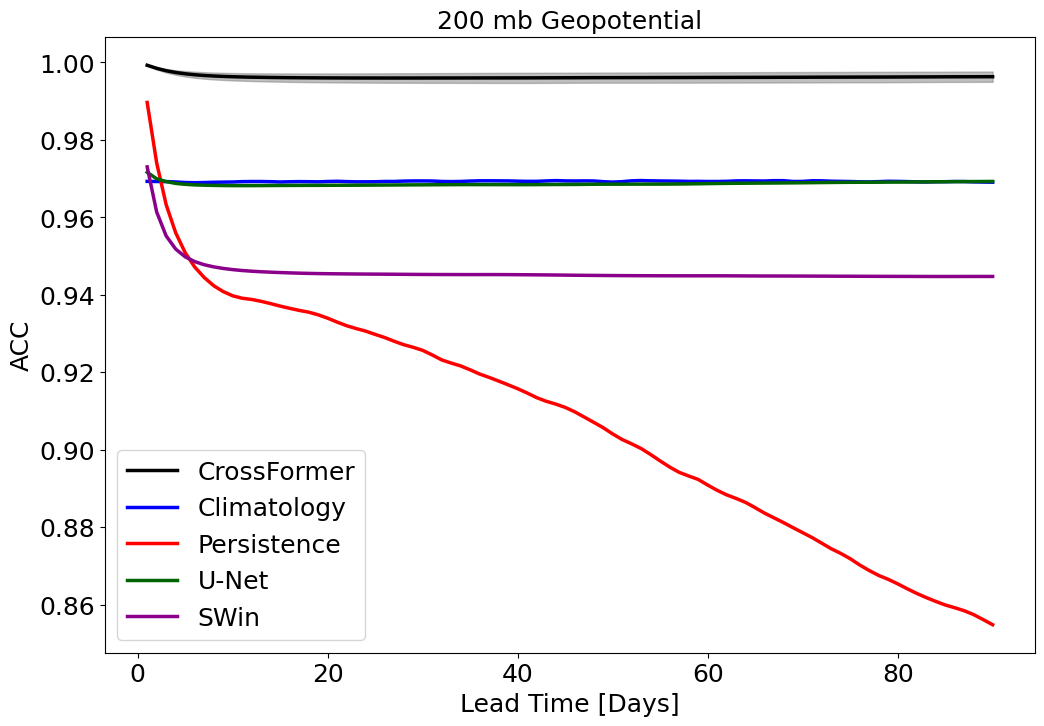 200 mb Geopotential
ACC
1.00
0.98
0.96
0.94
0.92
0.90
0.88
0.86
CrossFormer
Climatology
Persistence
U-Net
SWin
0 20 40 60 80
Lead Time [Days]